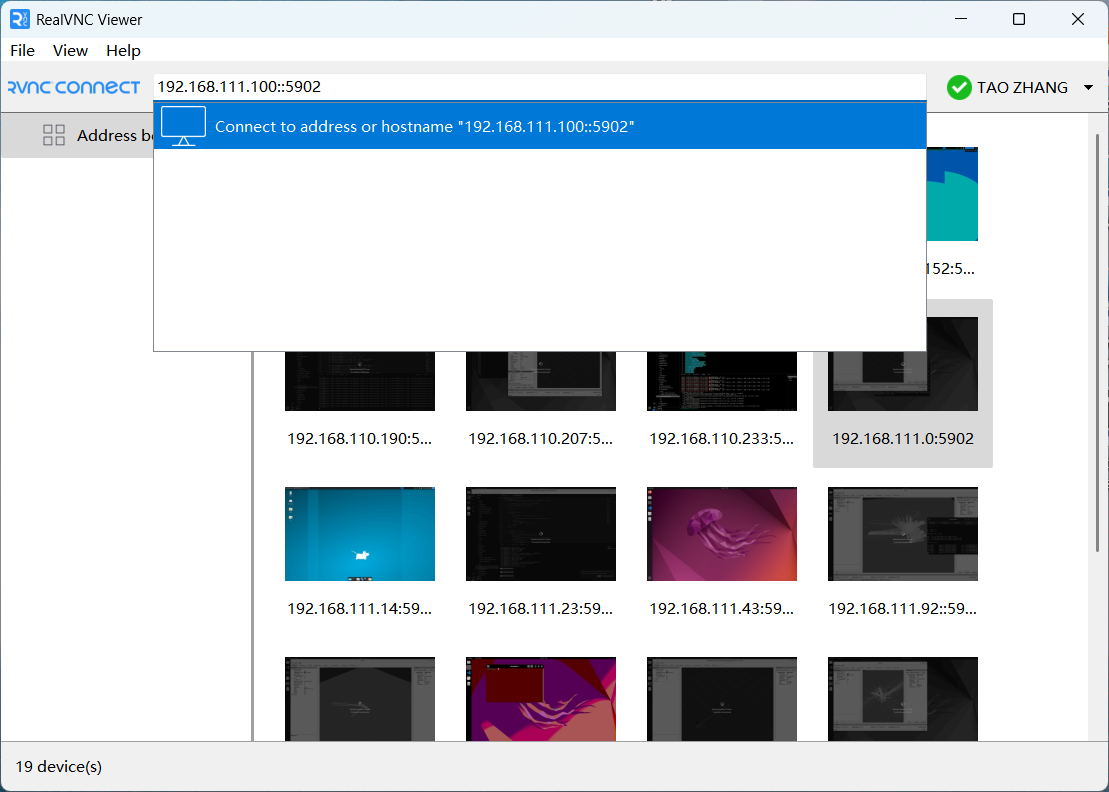 RealVNC Viewer
File View Help
RVNC CONNECT
192.168.111.100::5902
TAO ZHANG
Connect to address or hostname "192.168.111.100::5902"
Address b
152:5...
192.168.110.190:5...
192.168.110.207:5...
192.168.110.233:5...
192.168.111.0:5902
192.168.111.14:59...
192.168.111.23:59...
192.168.111.43:59...
192.168.111.92::59...
19 device(s)